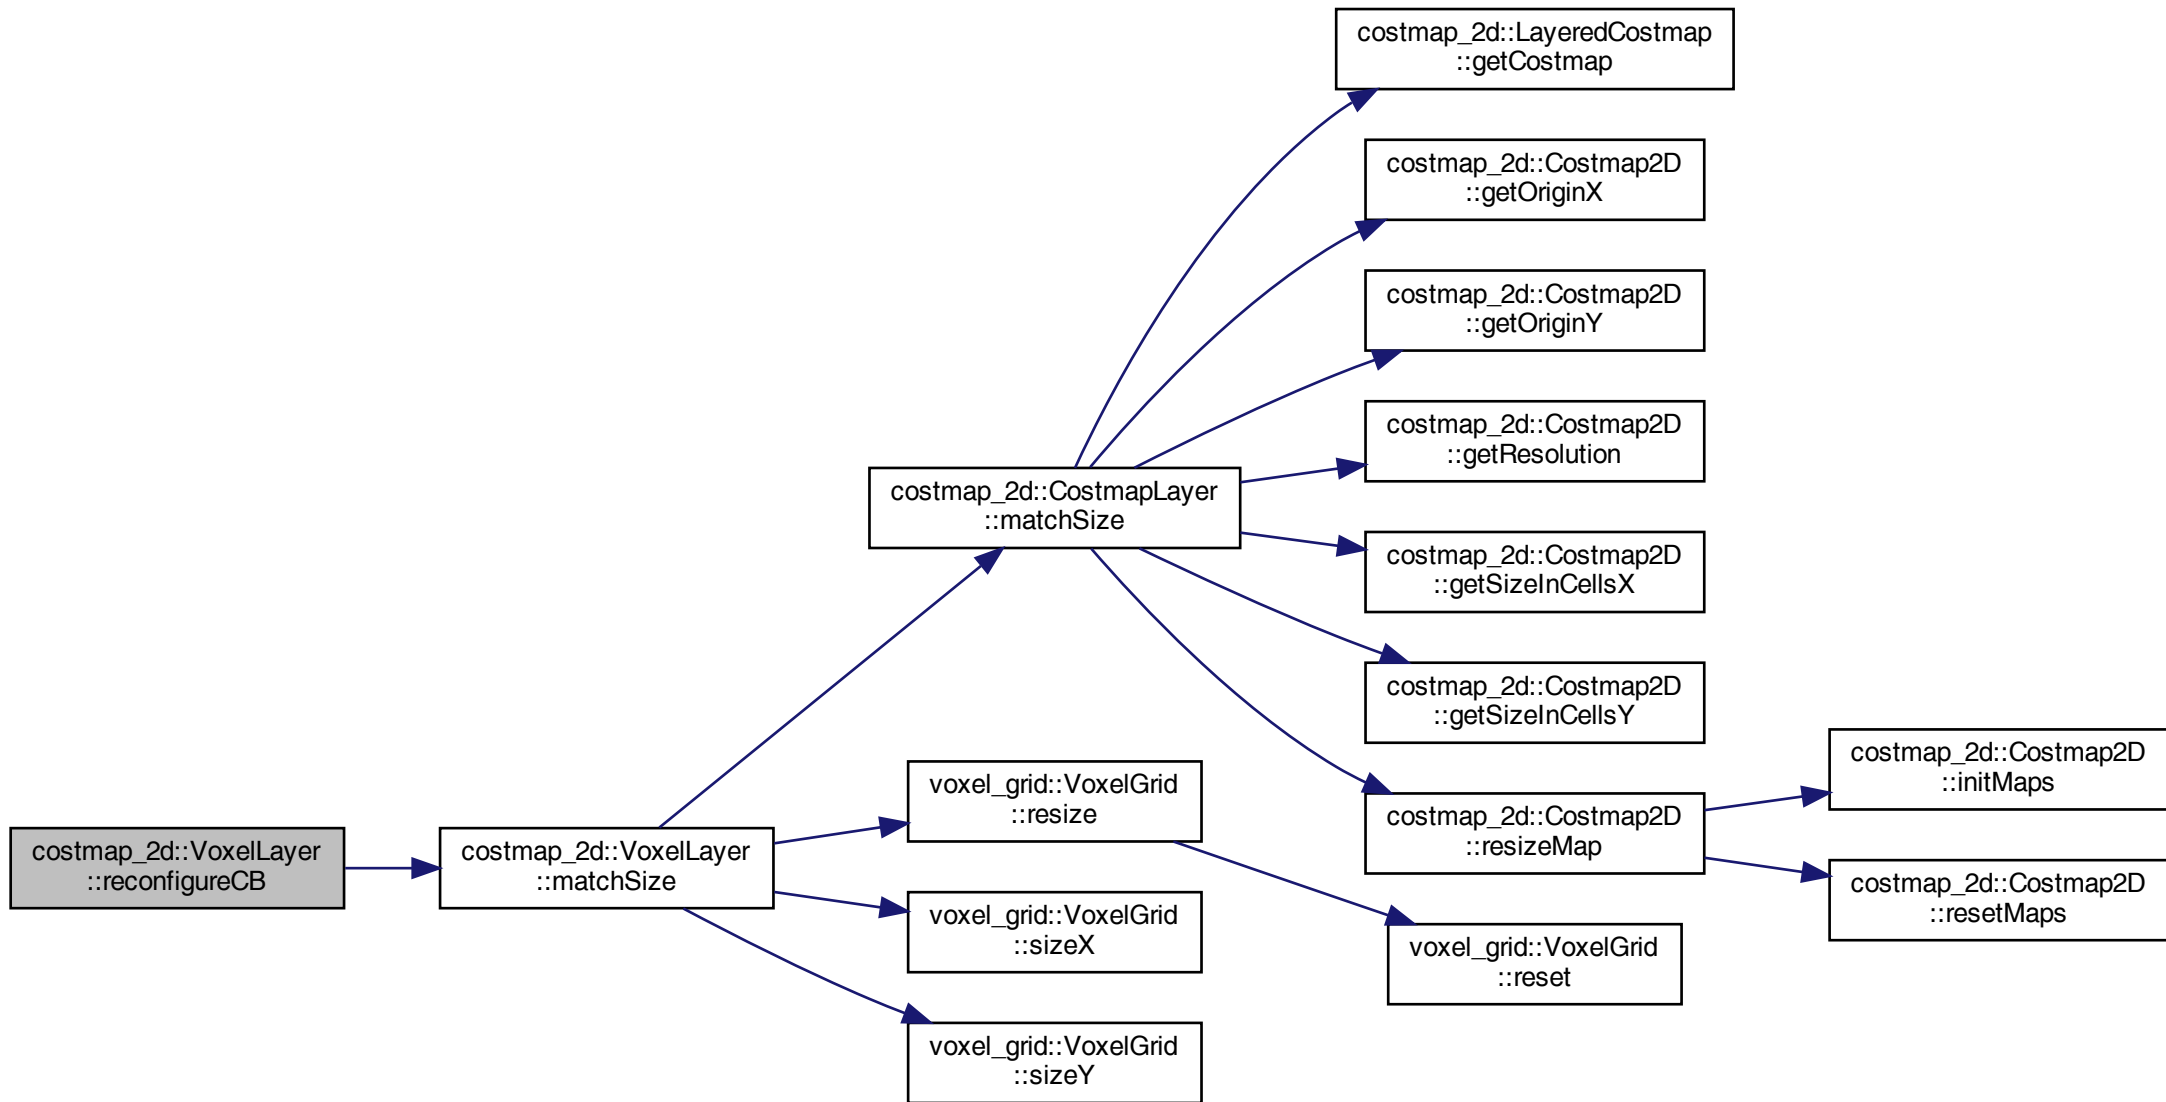 costmap_2d::LayeredCostmap
::getCostmap
costmap_2d::Costmap2D
::getOriginX
costmap_2d::Costmap2D
::getOriginY
costmap_2d::Costmap2D
::getResolution
costmap_2d::CostmapLayer
::matchSize
costmap_2d::Costmap2D
::getSizeInCellsX
costmap_2d::Costmap2D
::getSizeInCellsY
costmap_2d::Costmap2D
::initMaps
voxel_grid::VoxelGrid
::resize
costmap_2d::Costmap2D
::resizeMap
costmap_2d::VoxelLayer
::reconfigureCB
costmap_2d::VoxelLayer
::matchSize
costmap_2d::Costmap2D
::resetMaps
voxel_grid::VoxelGrid
::sizeX
voxel_grid::VoxelGrid
::reset
voxel_grid::VoxelGrid
::sizeY